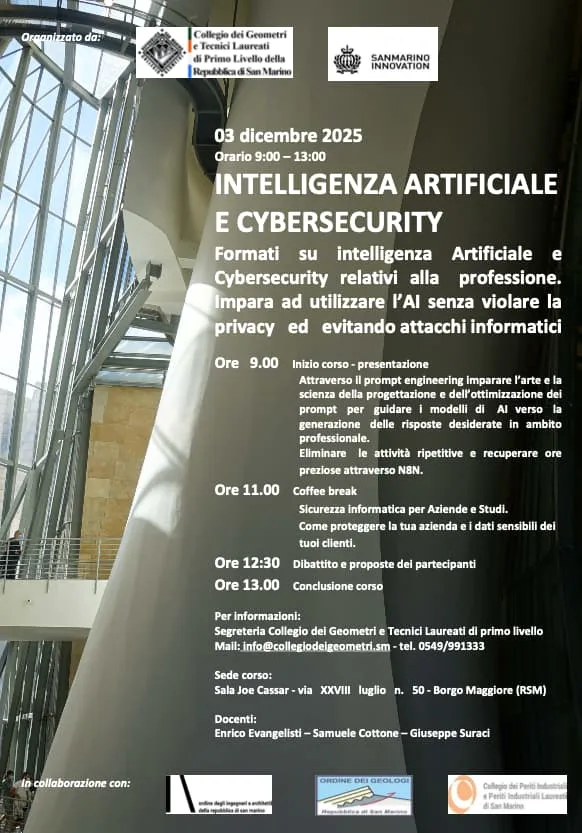 Organizzato da:
Collegio dei Geometri
e Tecnici Laureati
di Primo Livello della
Repubblica di San Marino
SANMARINO
INNOVATION
03 dicembre 2025
Orario 9:00 – 13:00
INTELLIGENZA ARTIFICIALE
E CYBERSECURITY
Formati su intelligenza Artificiale e
Cybersecurity relativi alla professione.
Impara ad utilizzare l'AI senza violare la
privacy ed evitando attacchi informatici
Ore 9.00 Inizio corso - presentazione
Attraverso il prompt engineering imparare l'arte e la
scienza della progettazione e dell'ottimizzazione dei
prompt per guidare i modelli di AI verso la
generazione delle risposte desiderate in ambito
professionale.
Eliminare le attività ripetitive e recuperare ore
preziose attraverso N8N.
Ore 11.00 Coffee break
Sicurezza informatica per Aziende e Studi.
Come proteggere la tua azienda e i dati sensibili dei
tuoi clienti.
Ore 12:30 Dibattito e proposte dei partecipanti
Ore 13.00 Conclusione corso
Per informazioni:
Segreteria Collegio dei Geometri e Tecnici Laureati di primo livello
Mail: info@collegiodeigeometri.sm - tel. 0549/991333
Sede corso:
Sala Joe Cassar - via XXVIII luglio n. 50 - Borgo Maggiore (RSM)
Docenti:
Enrico Evangelisti – Samuele Cottone – Giuseppe Suraci
in collaborazione con:
ordine degli ingegneri e architetti
della repubblica di san marino
ORDINE DEI GEOLOGI
Repubblica di San Marino
Collegio dei Periti Industriali
e Periti Industriali Laureati
di San Marino